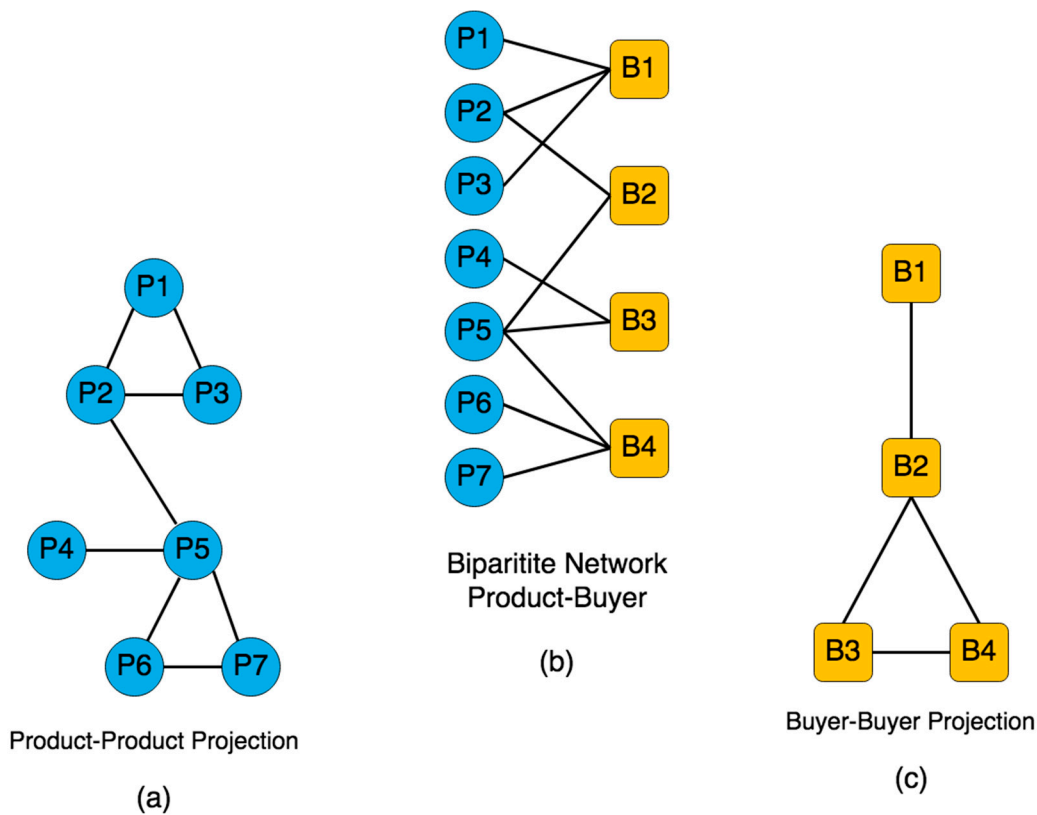 P1
P2
P3
P4
P5
P6
P7
Product-Product Projection
(a)
P1
B1
P2
P3
B2
P4
P5
B3
P6
B4
P7
Biparitite Network
Product-Buyer
(b)
B1
B2
B3
B4
Buyer-Buyer Projection
(c)